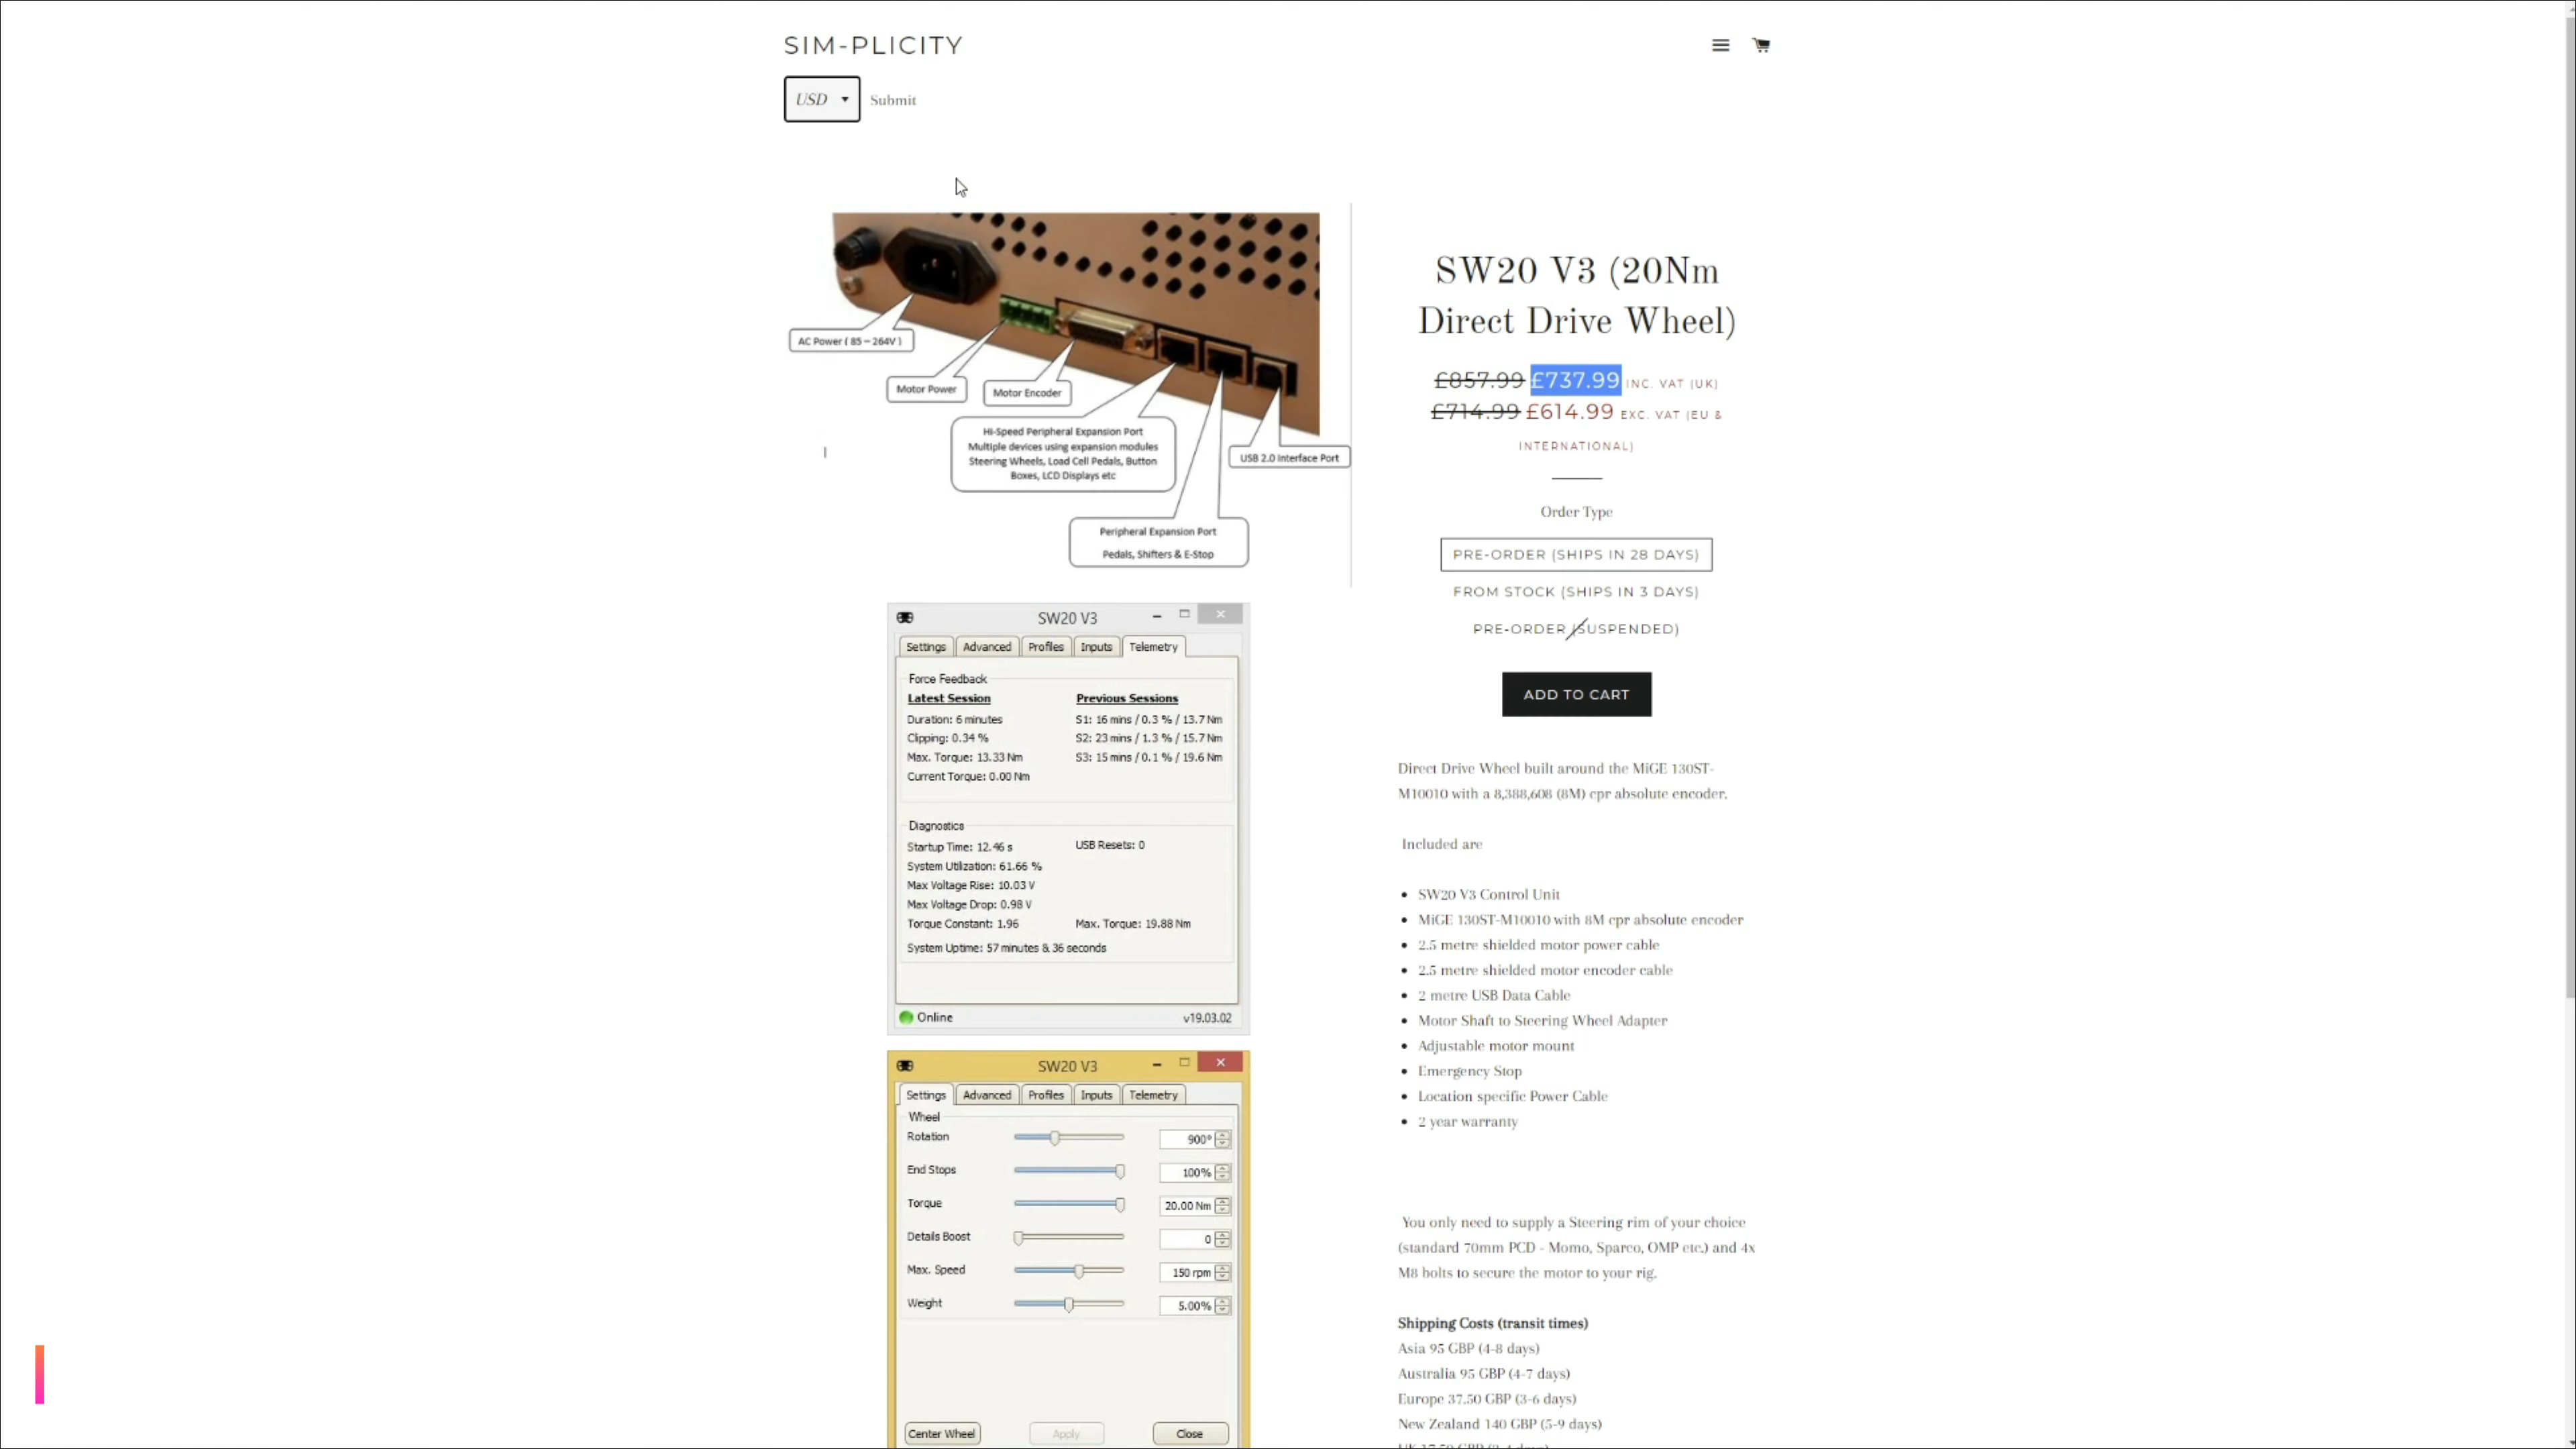 SIM-PLICITY
USD
Submit
AC Power ( 85 – 264V )
Motor Power
Motor Encoder
Hi-Speed Peripheral Expansion Port
Multiple devices using expansion modules
Steering Wheels, Load Cell Pedals, Button
Boxes, LCD Displays etc
USB 2.0 Interface Port
Peripheral Expansion Port
Pedals, Shifters & E-Stop
SW20 V3 (20Nm
Direct Drive Wheel)
£857.99 £737.99 INC. VAT (UK)
£714.99 £614.99 EXC. VAT (EU &
INTERNATIONAL)
Order Type
PRE-ORDER (SHIPS IN 28 DAYS)
FROM STOCK (SHIPS IN 3 DAYS)
PRE-ORDER (SUSPENDED)
ADD TO CART
Direct Drive Wheel built around the MiGE 130ST-
M10010 with a 8,388,608 (8M) cpr absolute encoder.
Included are
• SW20 V3 Control Unit
• MiGE 130ST-M10010 with 8M cpr absolute encoder
• 2.5 metre shielded motor power cable
• 2.5 metre shielded motor encoder cable
• 2 metre USB Data Cable
• Motor Shaft to Steering Wheel Adapter
• Adjustable motor mount
• Emergency Stop
• Location specific Power Cable
• 2 year warranty
You only need to supply a Steering rim of your choice
(standard 70mm PCD - Momo, Sparco, OMP etc.) and 4x
M8 bolts to secure the motor to your rig.
Shipping Costs (transit times)
Asia 95 GBP (4-8 days)
Australia 95 GBP (4-7 days)
Europe 37.50 GBP (3-6 days)
New Zealand 140 GBP (5-9 days)
SW20 V3
Settings Advanced Profiles Inputs Telemetry
Force Feedback
Latest Session Previous Sessions
Duration: 6 minutes S1: 16 mins / 0.3 % / 13.7 Nm
Clipping: 0.34 % S2: 23 mins / 1.3 % / 15.7 Nm
Max. Torque: 13.33 Nm S3: 15 mins / 0.1 % / 19.6 Nm
Current Torque: 0.00 Nm
Diagnostics
Startup Time: 12.46 s USB Resets: 0
System Utilization: 61.66 %
Max Voltage Rise: 10.03 V
Max Voltage Drop: 0.98 V
Torque Constant: 1.96 Max. Torque: 19.88 Nm
System Uptime: 57 minutes & 36 seconds
Online v19.03.02
SW20 V3
Settings Advanced Profiles Inputs Telemetry
Wheel
Rotation 900°
End Stops 100%
Torque 20.00 Nm
Details Boost 0
Max. Speed 150 rpm
Weight 5.00%
Center Wheel Apply Close